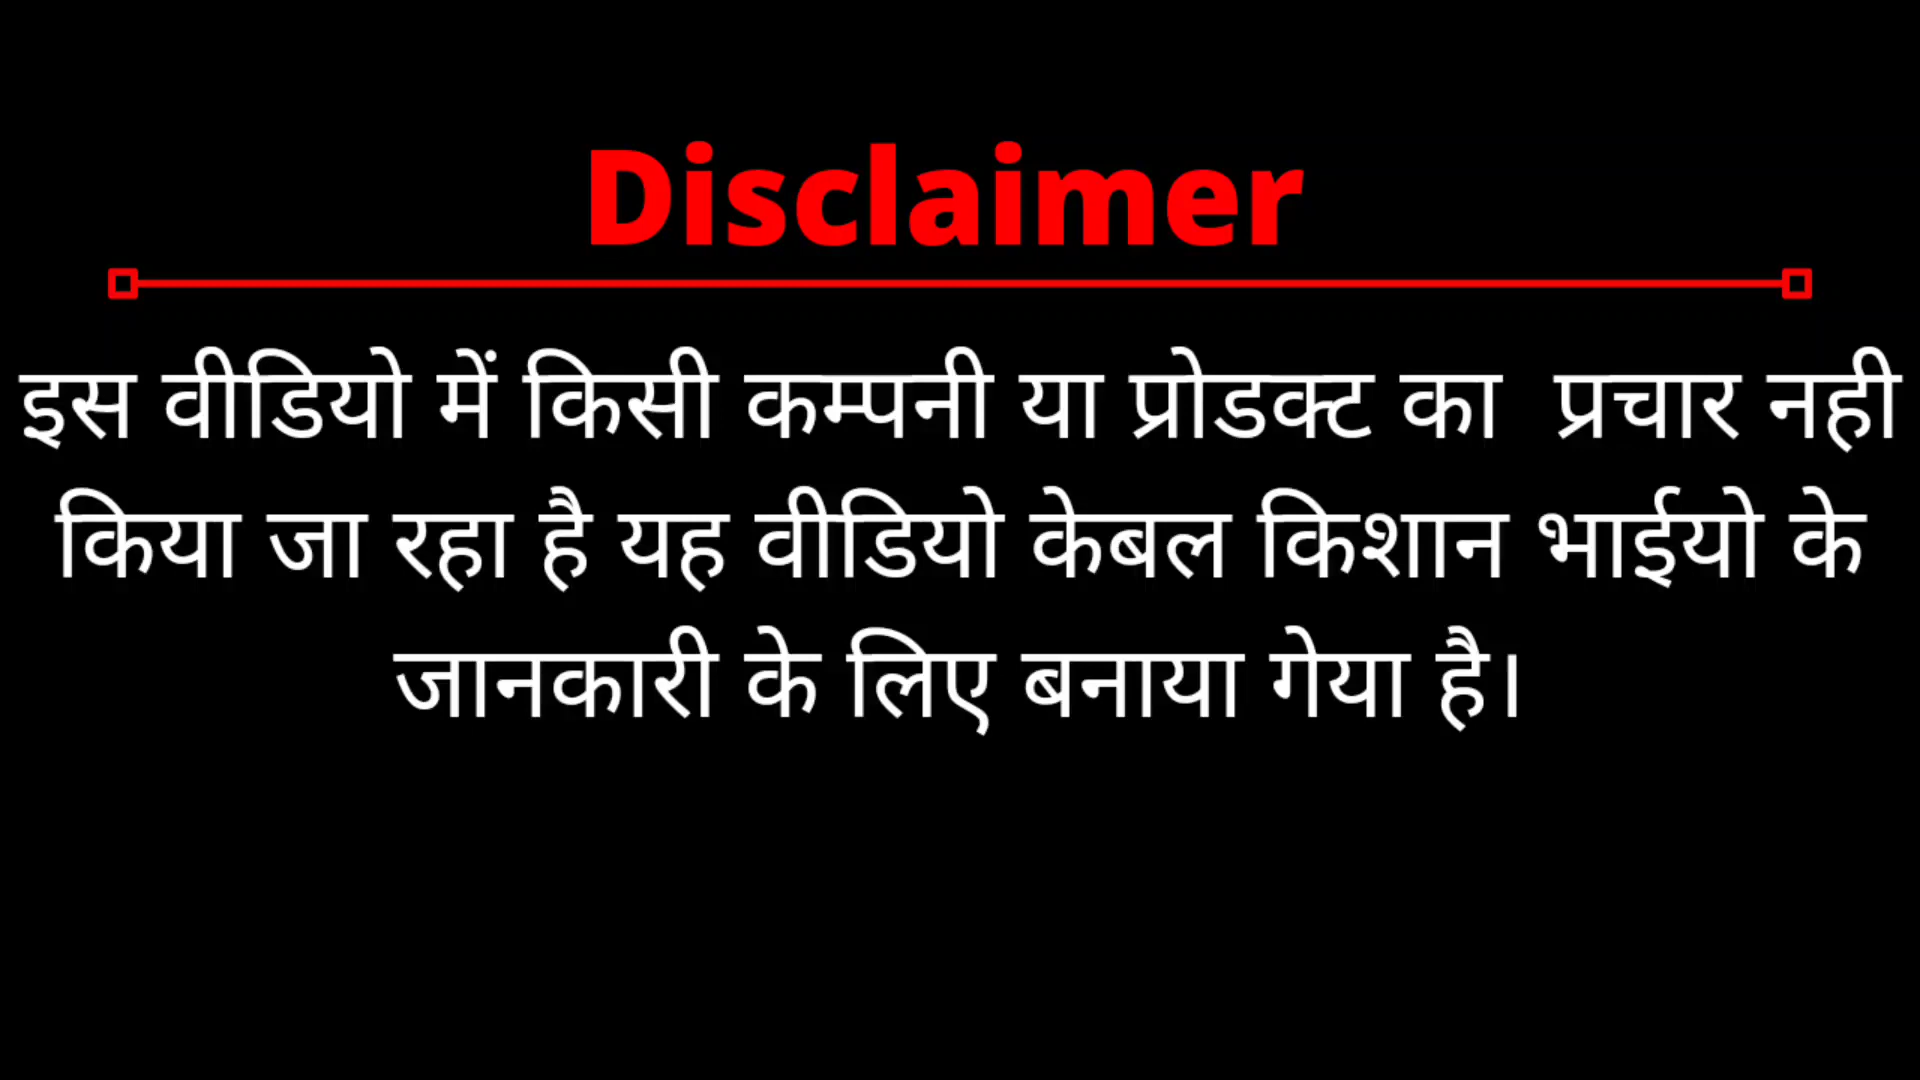 Disclaimer
इस वीडियो में किसी कम्पनी या प्रोडक्ट का प्रचार नही
किया जा रहा है यह वीडियो केबल किशान भाईयो के
जानकारी के लिए बनाया गेया है।